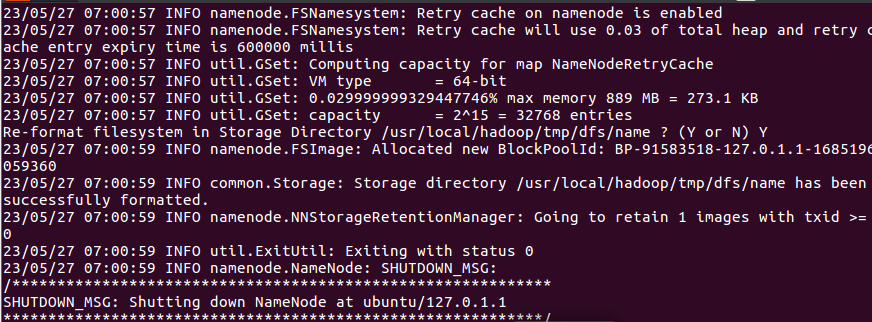 23/05/27 07:00:57 INFO namenode.FSNamesystem: Retry cache on namenode is enabled
23/05/27 07:00:57 INFO namenode.FSNamesystem: Retry cache will use 0.03 of total heap and retry c
ache entry expiry time is 600000 millis
23/05/27 07:00:57 INFO util.GSet: Computing capacity for map NameNodeRetryCache
23/05/27 07:00:57 INFO util.GSet: VM type       = 64-bit
23/05/27 07:00:57 INFO util.GSet: 0.029999999329447746% max memory 889 MB = 273.1 KB
23/05/27 07:00:57 INFO util.GSet: capacity      = 2^15 = 32768 entries
Re-format filesystem in Storage Directory /usr/local/hadoop/tmp/dfs/name ? (Y or N) Y
23/05/27 07:00:59 INFO namenode.FSImage: Allocated new BlockPoolId: BP-91583518-127.0.1.1-1685196
059360
23/05/27 07:00:59 INFO common.Storage: Storage directory /usr/local/hadoop/tmp/dfs/name has been
successfully formatted.
23/05/27 07:00:59 INFO namenode.NNStorageRetentionManager: Going to retain 1 images with txid >=
0
23/05/27 07:00:59 INFO util.ExitUtil: Exiting with status 0
23/05/27 07:00:59 INFO namenode.NameNode: SHUTDOWN_MSG:
/************************************************************
SHUTDOWN_MSG: Shutting down NameNode at ubuntu/127.0.1.1
************************************************************/